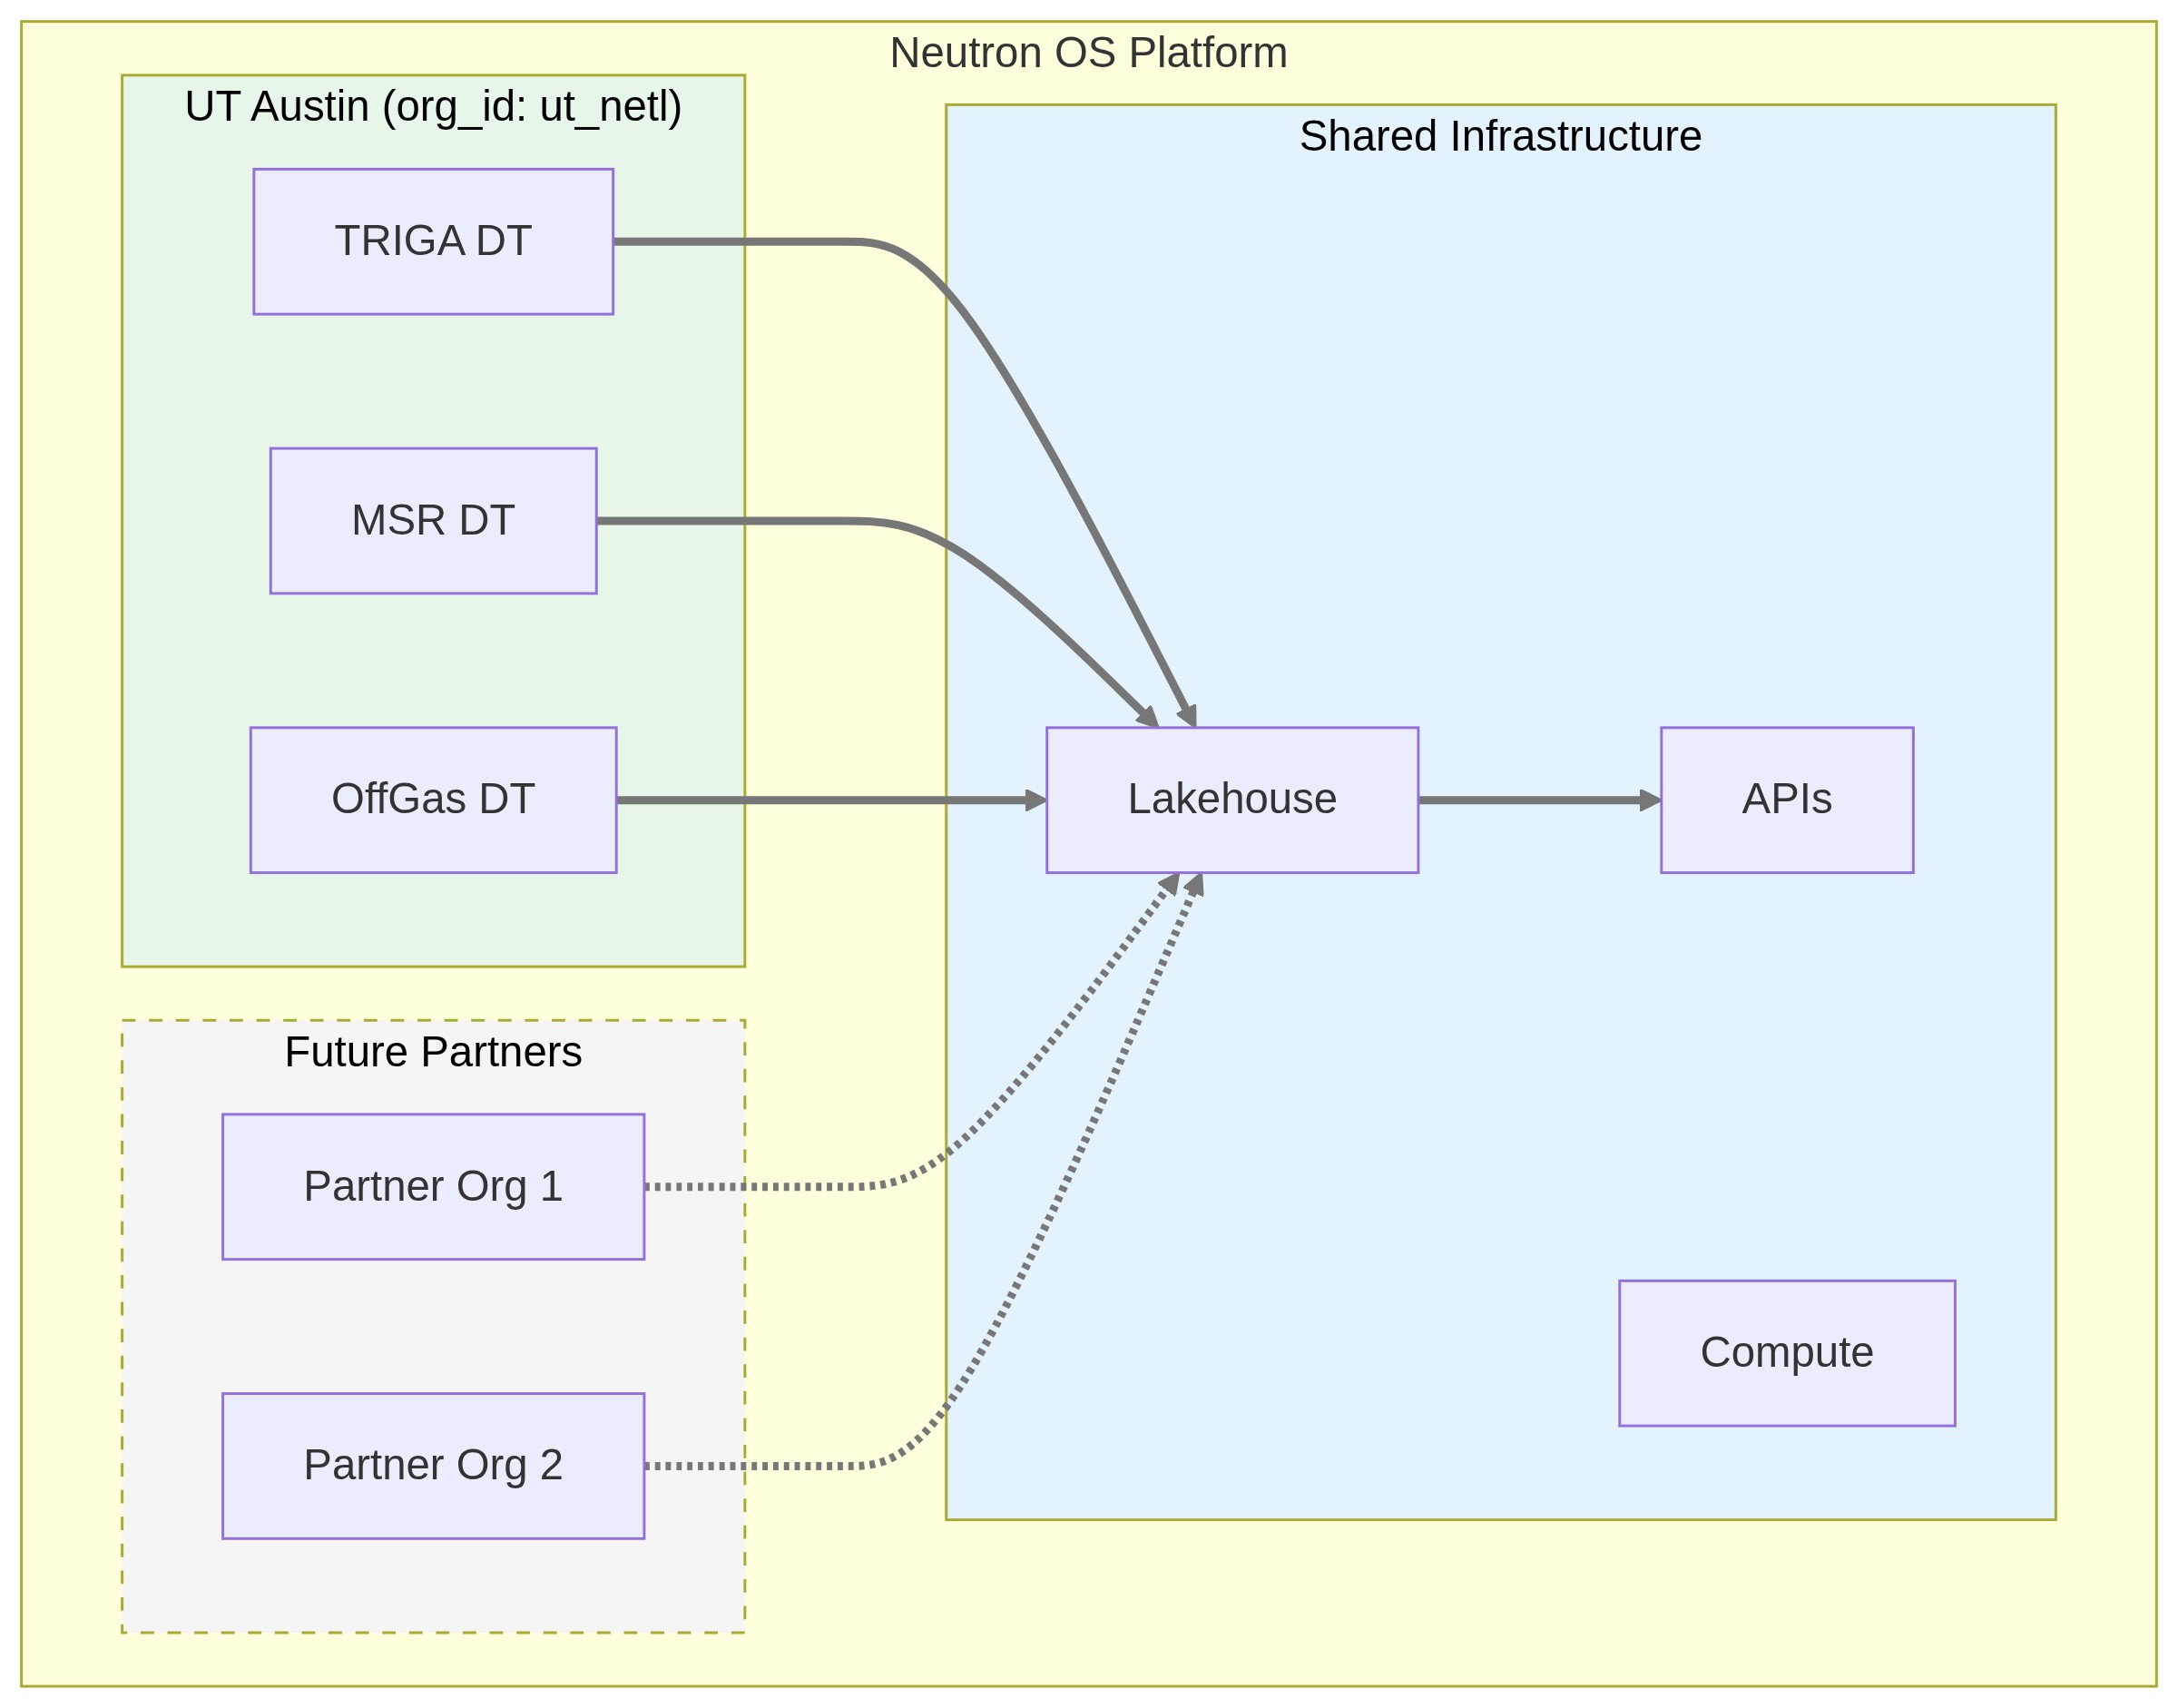 Neutron OS Platform
UT Austin (org_id: ut_netl)
TRIGA DT
MSR DT
OffGas DT
Future Partners
Partner Org 1
Partner Org 2
Shared Infrastructure
Lakehouse
APIs
Compute